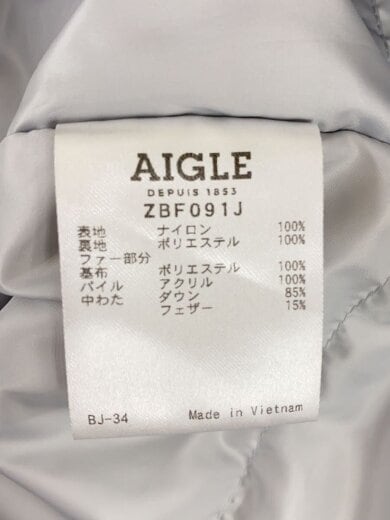 AIGLE
DEPUIS 1853
ZBF091J
表地 ナイロン 100%
裏地 ポリエステル 100%
ファー部分
基布 ポリエステル 100%
パイル アクリル 100%
中わた ダウン 85%
フェザー 15%
BJ-34 Made in Vietnam